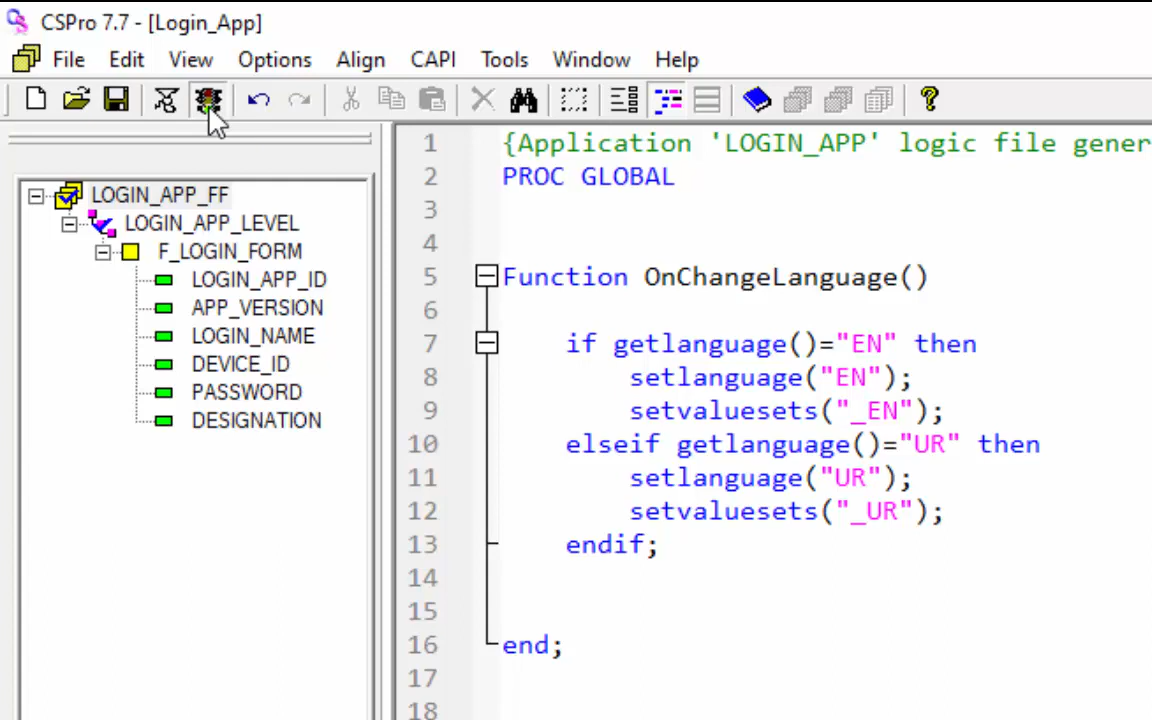 CSPro 7.7 - [Login_App]
File Edit View Options Align CAPI Tools Window Help
LOGIN_APP_FF
LOGIN_APP_LEVEL
F_LOGIN_FORM
LOGIN_APP_ID
APP_VERSION
LOGIN_NAME
DEVICE_ID
PASSWORD
DESIGNATION
1 {Application 'LOGIN_APP' logic file gener
2 PROC GLOBAL
3
4
5 Function OnChangeLanguage()
6
7 if getlanguage()="EN" then
8 setlanguage("EN");
9 setvaluesets("_EN");
10 elseif getlanguage()="UR" then
11 setlanguage("UR");
12 setvaluesets("_UR");
13 endif;
14
15
16 end;
17
18